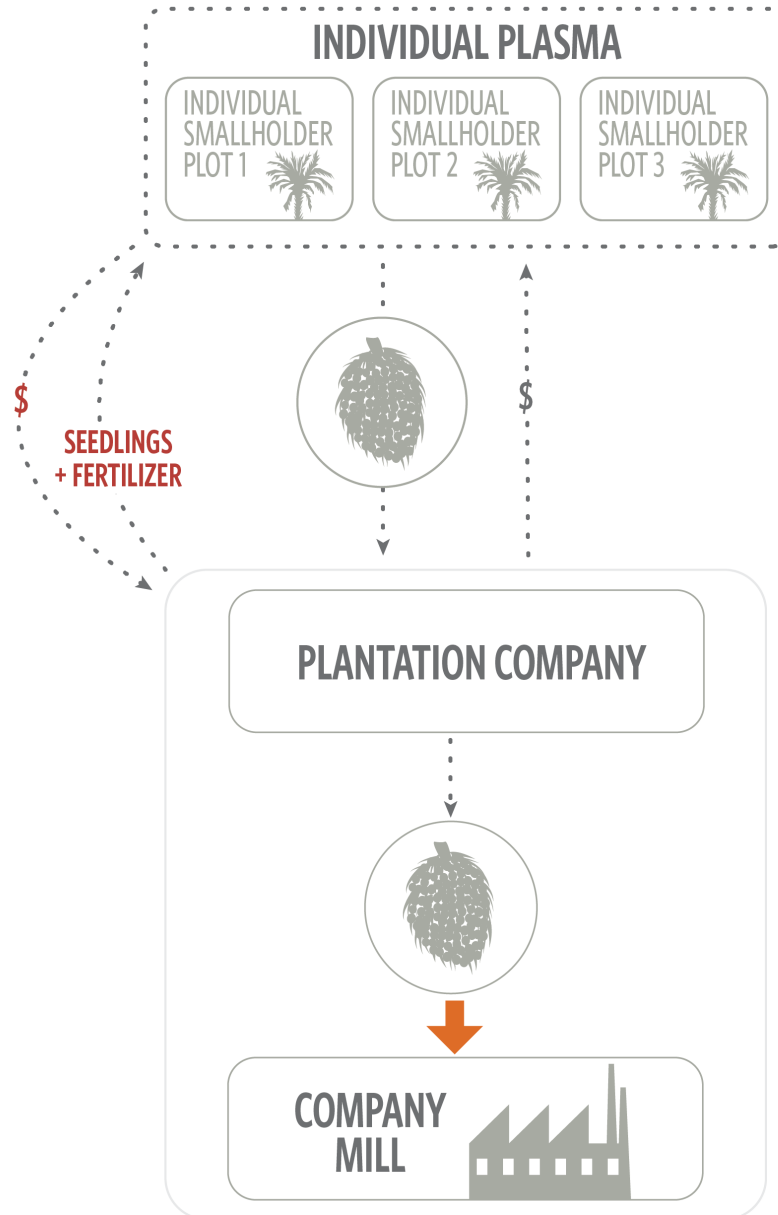 INDIVIDUAL PLASMA
INDIVIDUAL
SMALLHOLDER
PLOT 1
INDIVIDUAL
SMALLHOLDER
PLOT 2
INDIVIDUAL
SMALLHOLDER
PLOT 3
$
$
SEEDLINGS
+ FERTILIZER
PLANTATION COMPANY
COMPANY
MILL